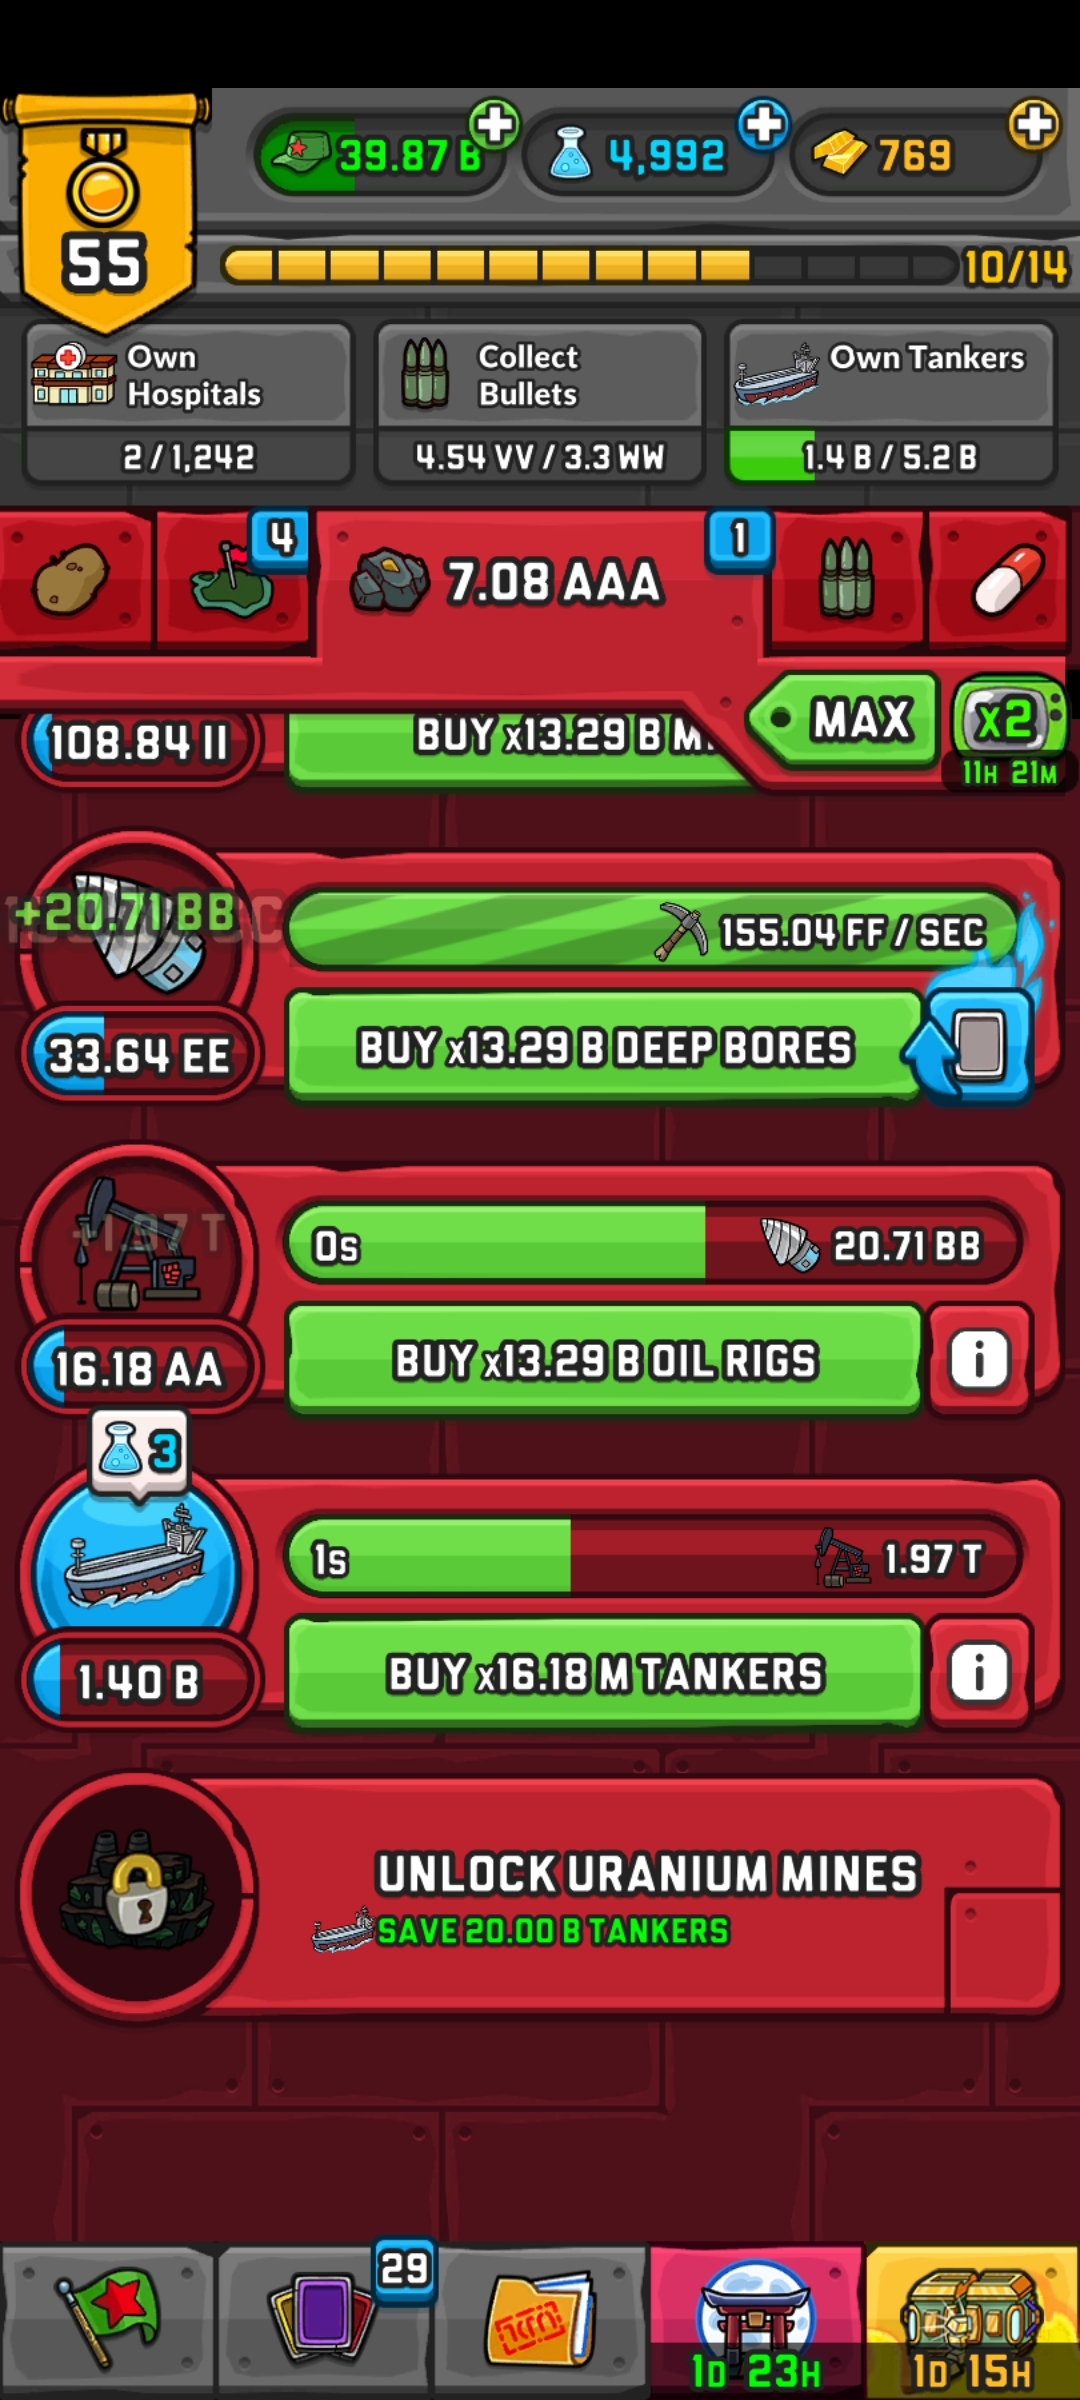 39.87 B
4,992
769
55
10/14
Own
Hospitals
2 / 1,242
Collect
Bullets
4.54 VV / 3.3 WW
Own Tankers
1.4 B / 5.2 B
4
7.08 AAA
1
MAX
x2
11H 21M
108.84 II
BUY x13.29 B
+20.71 BB
155.04 FF / SEC
33.64 EE
BUY x13.29 B DEEP BORES
+1.97 T
0s
20.71 BB
16.18 AA
BUY x13.29 B OIL RIGS
i
3
1s
1.97 T
1.40 B
BUY x16.18 M TANKERS
i
UNLOCK URANIUM MINES
SAVE 20.00 B TANKERS
29
1D 23H
1D 15H